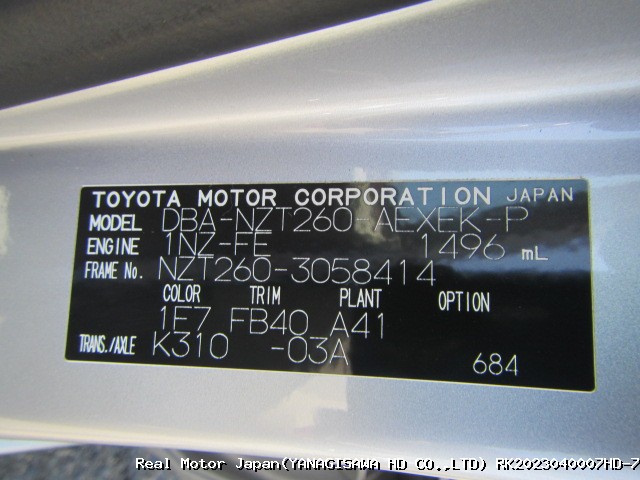 TOYOTA MOTOR CORPORATION JAPAN
MODEL DBA-NZT260-AEXEK-P
ENGINE 1NZ-FE 1496 mL
FRAME No. NZT260-3058414
COLOR TRIM PLANT OPTION
1E7 FB40 A41
TRANS./AXLE K310 -03A
684
Real Motor Japan(YANAGISAWA HD CO.,LTD) RK2023040007HD-7